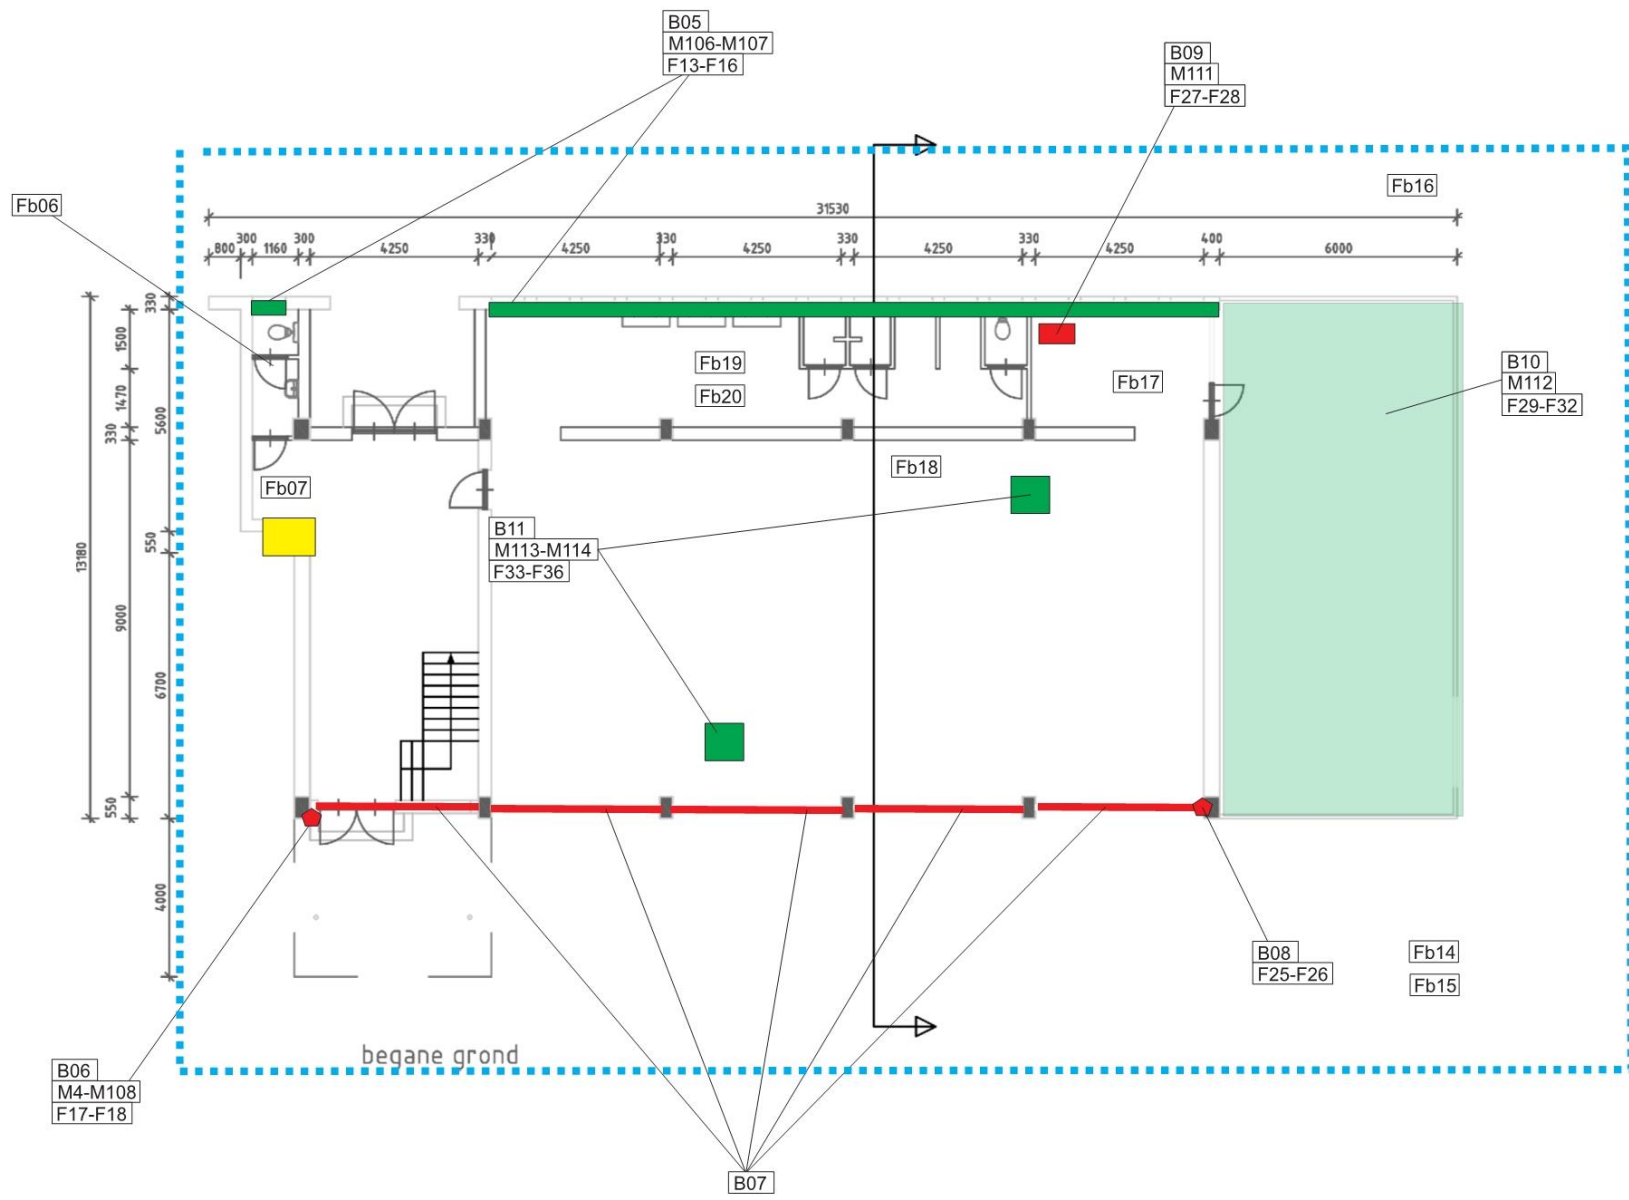 B05
M106-M107
F13-F16
B09
M111
F27-F28
Fb16
Fb06
31530
800
300
1160
300
4250
330
4250
330
4250
330
4250
330
4250
400
6000
330
1500
1470
330
5600
13180
9000
550
550
6700
4000
Fb19
Fb20
Fb17
B10
M112
F29-F32
Fb18
Fb07
B11
M113-M114
F33-F36
B08
F25-F26
Fb14
Fb15
begane grond
B06
M4-M108
F17-F18
B07